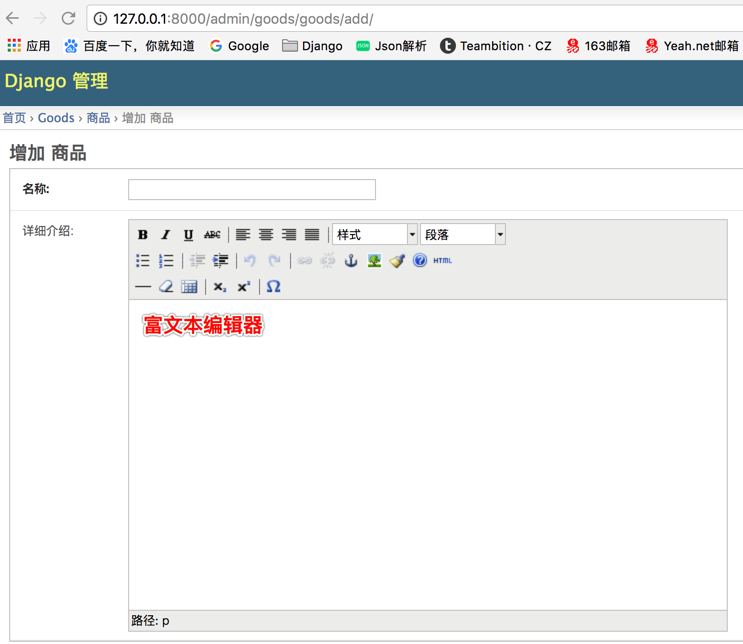 127.0.0.1:8000/admin/goods/goods/add/
应用 百度一下，你就知道 Google Django Json解析 Teambition · CZ 163邮箱 Yeah.net邮箱
Django 管理
首页 › Goods › 商品 › 增加 商品
增加 商品
名称:
详细介绍:
B I U ABC 样式 段落
HTML
x₂ x² Ω
富文本编辑器
路径: p